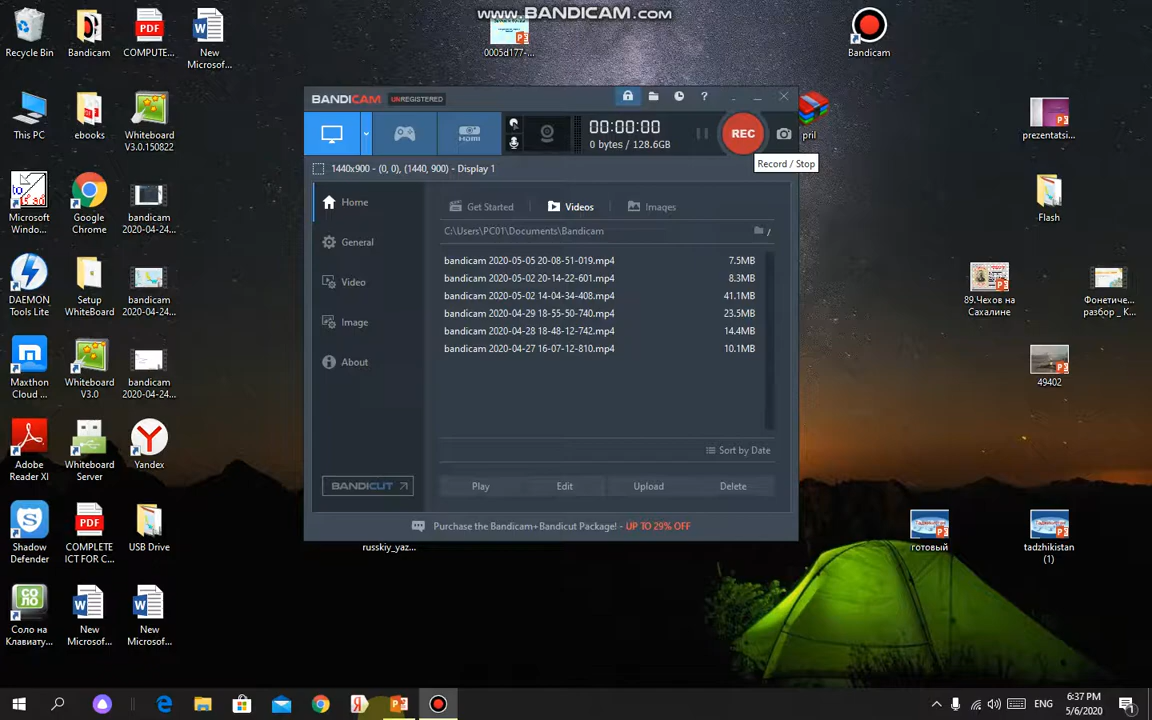 www.BANDICAM.com
Recycle Bin
Bandicam
COMPUTE...
New Microsof...
0005d177-...
Bandicam
This PC
ebooks
Whiteboard V3.0.150822
pril
prezentatsi...
Microsoft Windo...
Google Chrome
bandicam 2020-04-24...
Flash
DAEMON Tools Lite
Setup WhiteBoard
bandicam 2020-04-24...
89.Чехов на Сахалине
Фонетиче... разбор _ К...
Maxthon Cloud ...
Whiteboard V3.0
bandicam 2020-04-24...
49402
Adobe Reader XI
Whiteboard Server
Yandex
Shadow Defender
COMPLETE ICT FOR C...
USB Drive
russkiy_yaz...
готовый
tadzhikistan (1)
СОЛО
Соло на Клавиату...
New Microsof...
New Microsof...
BANDICAM UNREGISTERED
HDMI
00:00:00
0 bytes / 128.6GB
REC
Record / Stop
1440x900 - (0, 0), (1440, 900) - Display 1
Home
General
Video
Image
About
BANDICUT
Get Started
Videos
Images
C:\Users\PC01\Documents\Bandicam
bandicam 2020-05-05 20-08-51-019.mp4 7.5MB
bandicam 2020-05-02 20-14-22-601.mp4 8.3MB
bandicam 2020-05-02 14-04-34-408.mp4 41.1MB
bandicam 2020-04-29 18-55-50-740.mp4 23.5MB
bandicam 2020-04-28 18-48-12-742.mp4 14.4MB
bandicam 2020-04-27 16-07-12-810.mp4 10.1MB
Sort by Date
Play
Edit
Upload
Delete
Purchase the Bandicam+Bandicut Package! - UP TO 29% OFF
ENG
6:37 PM
5/6/2020